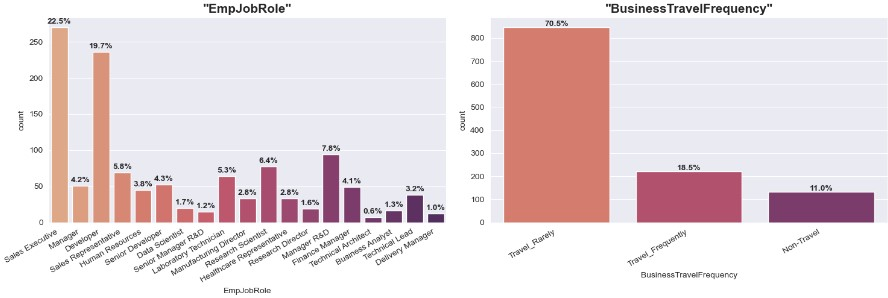 "EmpJobRole"
22.5%
4.2%
19.7%
5.8%
3.8%
4.3%
1.7%
1.2%
5.3%
2.8%
6.4%
2.8%
1.6%
7.8%
4.1%
0.6%
1.3%
3.2%
1.0%
250
200
150
100
50
0
count
Sales Executive
Manager
Developer
Sales Representative
Human Resources
Senior Developer
Data Scientist
Senior Manager R&D
Laboratory Technician
Manufacturing Director
Research Scientist
Healthcare Representative
Research Director
Manager R&D
Finance Manager
Technical Architect
Business Analyst
Technical Lead
Delivery Manager
EmpJobRole
"BusinessTravelFrequency"
70.5%
18.5%
11.0%
800
700
600
500
400
300
200
100
0
count
Travel_Rarely
Travel_Frequently
Non-Travel
BusinessTravelFrequency